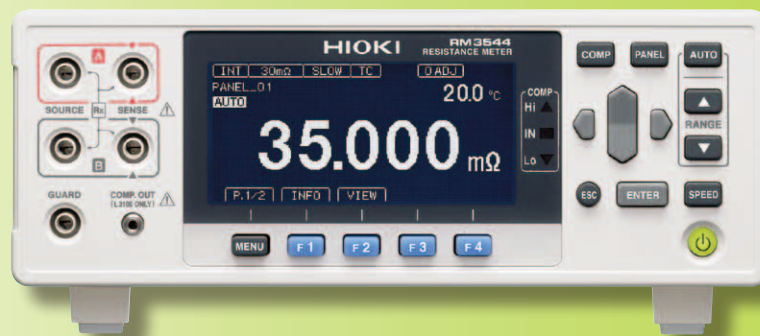 HIOKI
RM3544
RESISTANCE METER
A
SOURCE Rx SENSE
B
GUARD
COMP. OUT
(L2105 ONLY)
INT 30mΩ SLOW TC 0 ADJ
PANEL_01
AUTO
20.0 °C
35.000 mΩ
COMP
Hi
IN
Lo
P.1/2 INFO VIEW
MENU F1 F2 F3 F4
COMP PANEL AUTO
RANGE
ESC ENTER SPEED